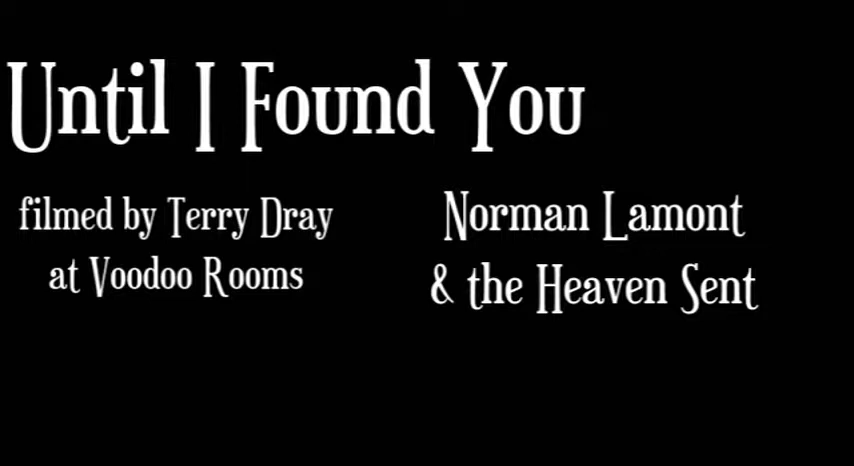 Until I Found You
filmed by Terry Dray
at Voodoo Rooms
Norman Lamont
& the Heaven Sent